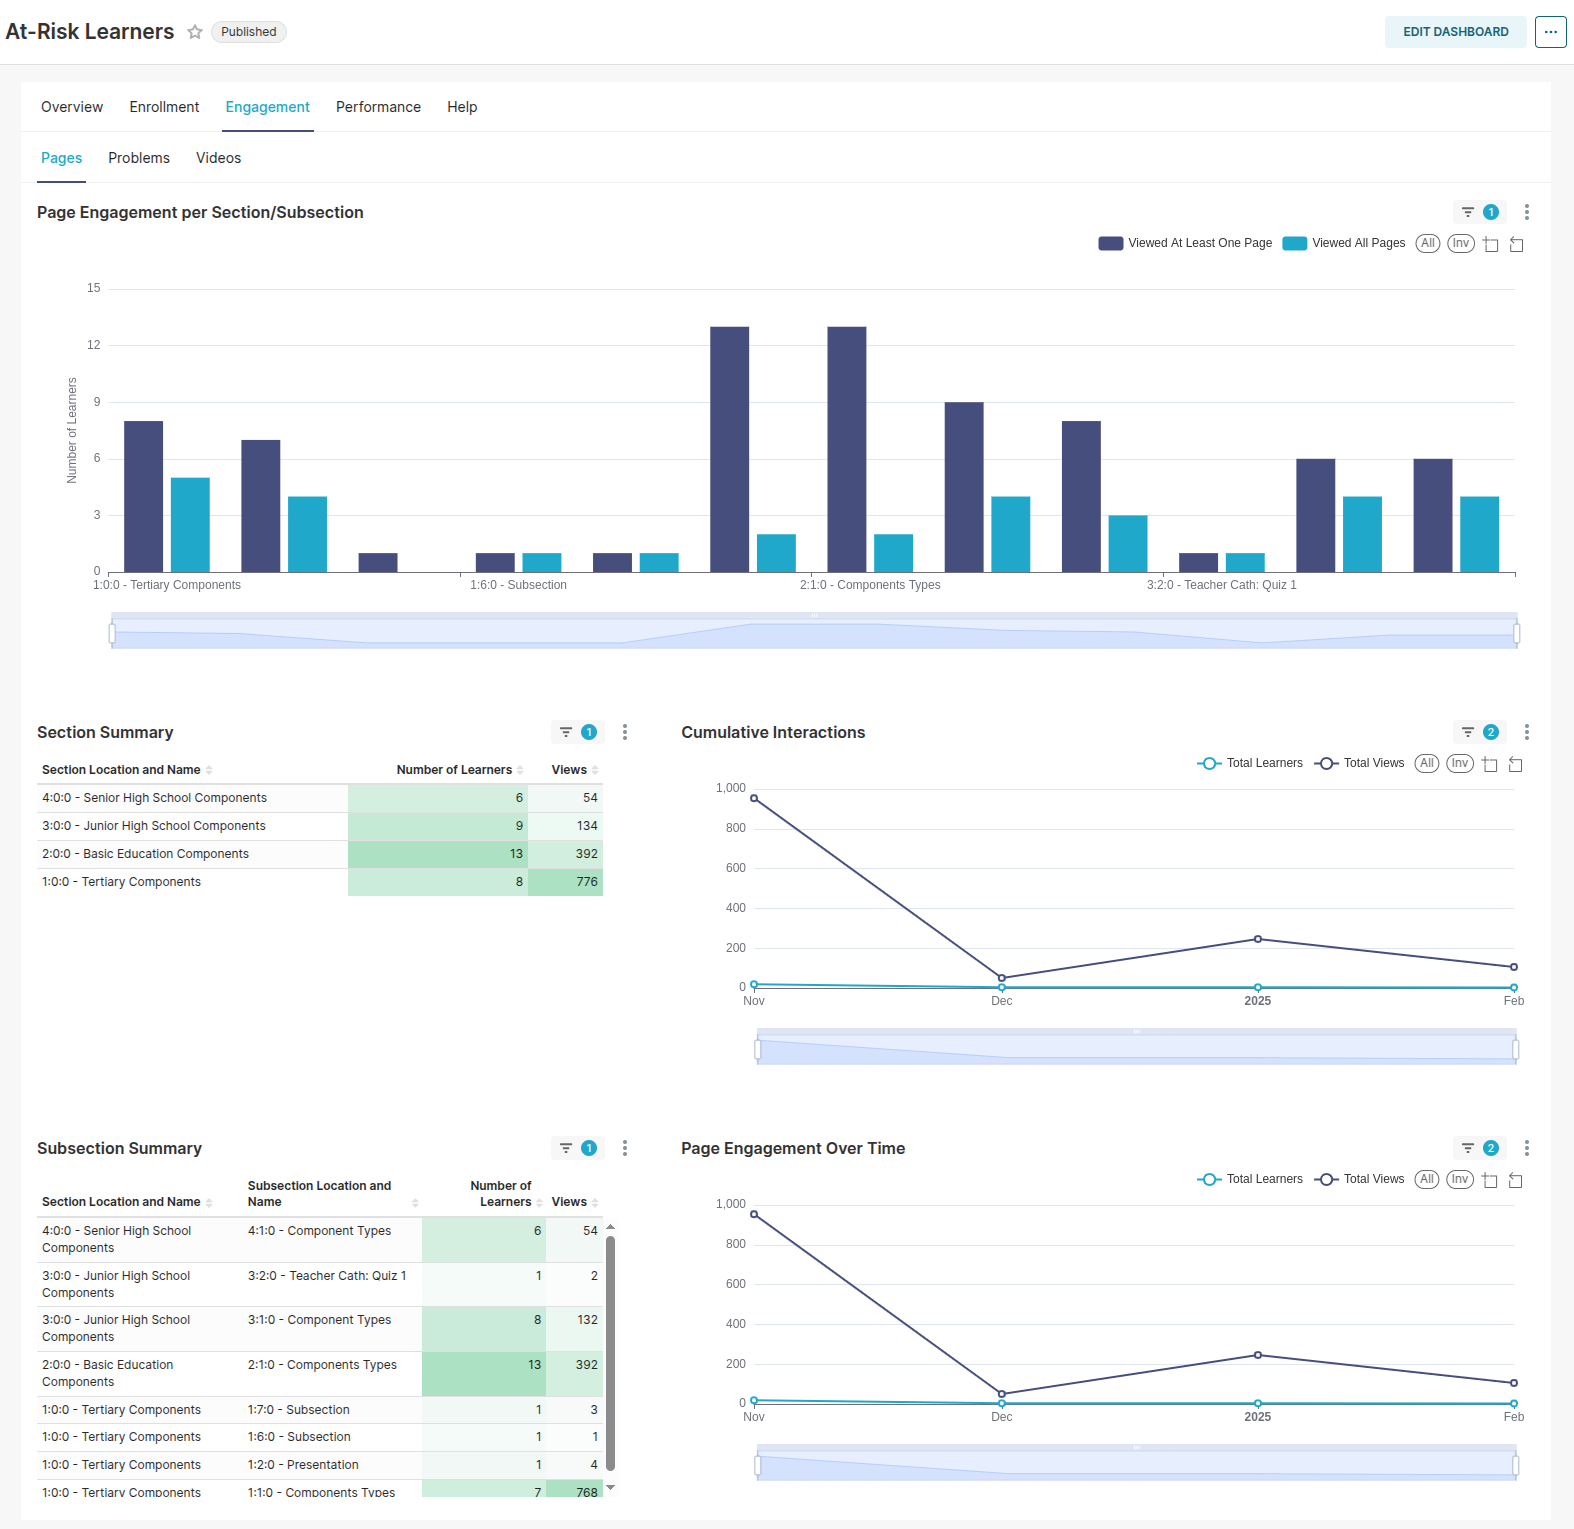 At-Risk Learners
Published
EDIT DASHBOARD
...
Overview Enrollment Engagement Performance Help
Pages Problems Videos
Page Engagement per Section/Subsection
1
Viewed At Least One Page Viewed All Pages All Inv
15
12
9
6
3
0
Number of Learners
1:0:0 - Tertiary Components 1:6:0 - Subsection 2:1:0 - Components Types 3:2:0 - Teacher Cath: Quiz 1
Section Summary
1
Section Location and Name Number of Learners Views
4:0:0 - Senior High School Components 6 54
3:0:0 - Junior High School Components 9 134
2:0:0 - Basic Education Components 13 392
1:0:0 - Tertiary Components 8 776
Cumulative Interactions
2
Total Learners Total Views All Inv
1,000
800
600
400
200
0
Nov Dec 2025 Feb
Subsection Summary
1
Section Location and Name Subsection Location and Name Number of Learners Views
4:0:0 - Senior High School Components 4:1:0 - Component Types 6 54
3:0:0 - Junior High School Components 3:2:0 - Teacher Cath: Quiz 1 1 2
3:0:0 - Junior High School Components 3:1:0 - Component Types 8 132
2:0:0 - Basic Education Components 2:1:0 - Components Types 13 392
1:0:0 - Tertiary Components 1:7:0 - Subsection 1 3
1:0:0 - Tertiary Components 1:6:0 - Subsection 1 1
1:0:0 - Tertiary Components 1:2:0 - Presentation 1 4
1:0:0 - Tertiary Components 1:1:0 - Components Types 7 768
Page Engagement Over Time
2
Total Learners Total Views All Inv
1,000
800
600
400
200
0
Nov Dec 2025 Feb